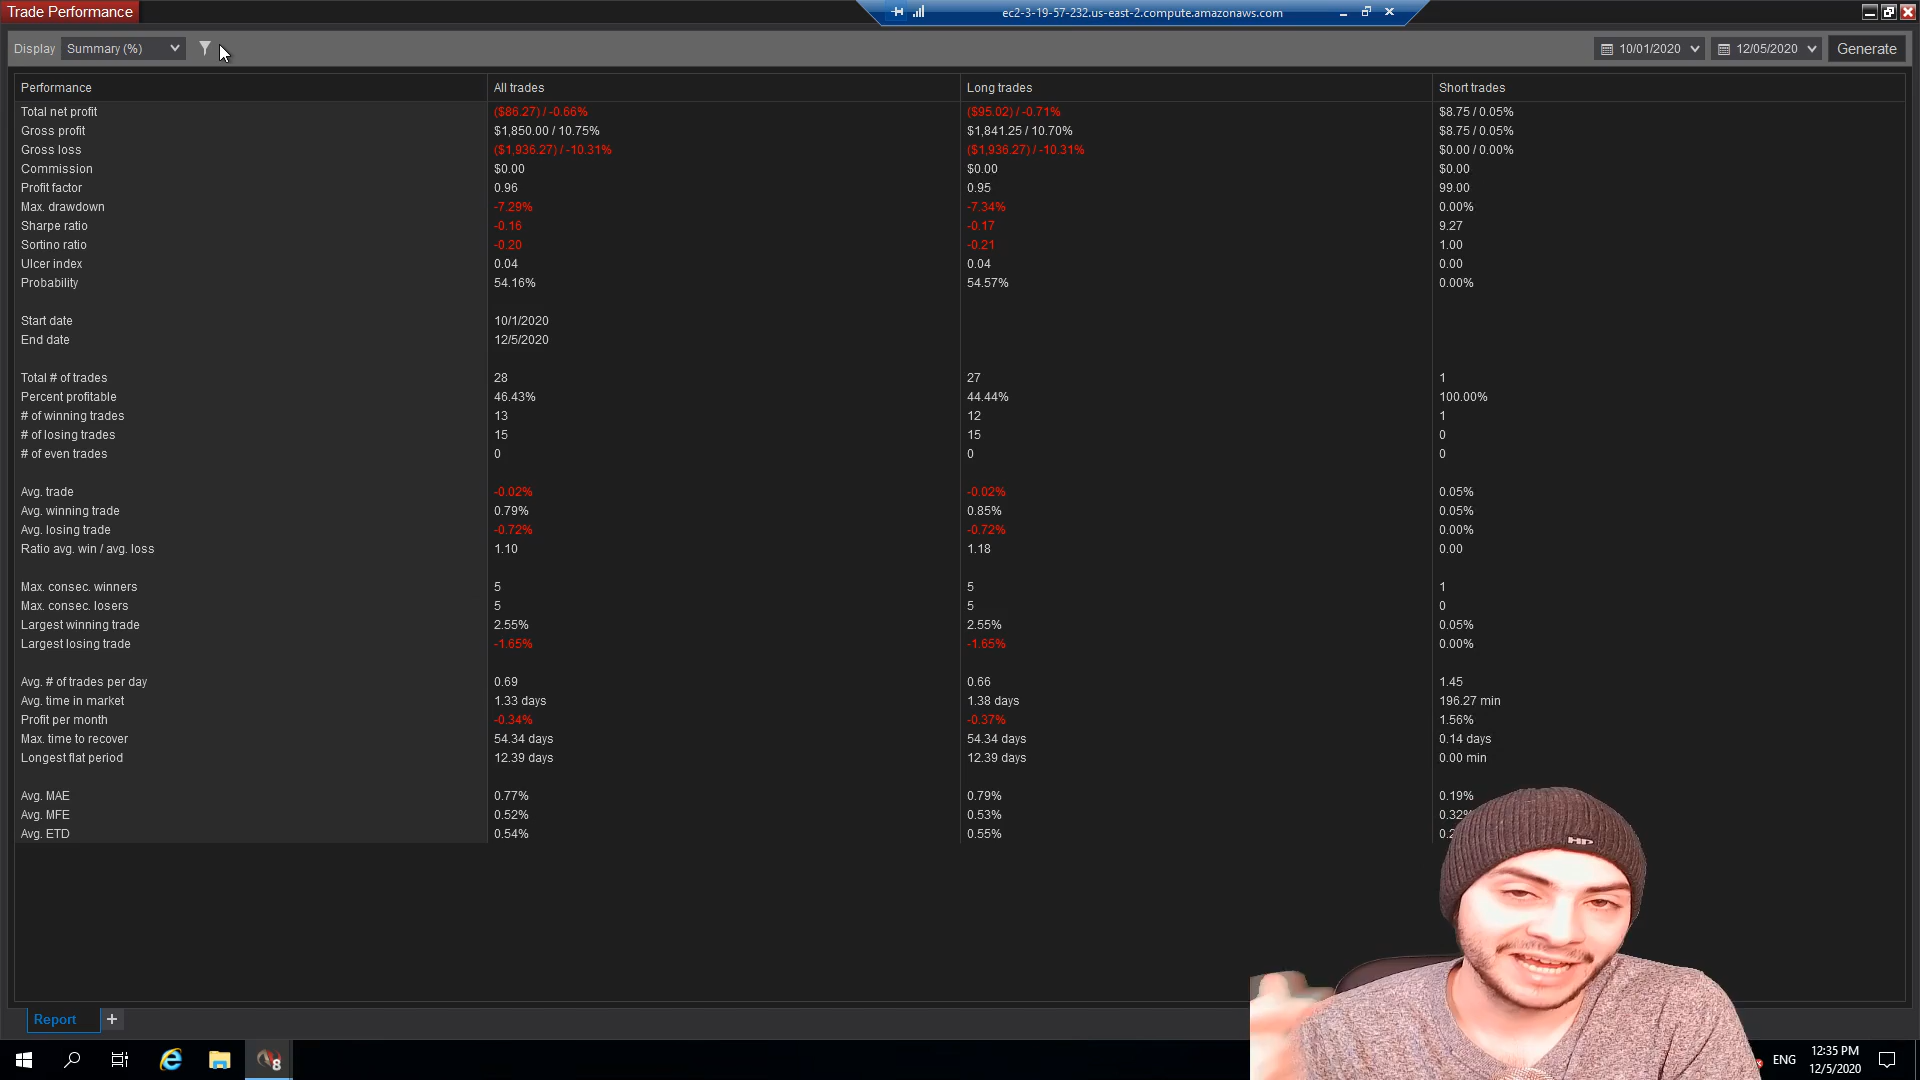 Trade Performance
ec2-3-19-57-232.us-east-2.compute.amazonaws.com
Display Summary (%) 10/01/2020 12/05/2020 Generate
Performance All trades Long trades Short trades
Total net profit ($86.27) / -0.66% ($95.02) / -0.71% $8.75 / 0.05%
Gross profit $1,850.00 / 10.75% $1,841.25 / 10.70% $8.75 / 0.05%
Gross loss ($1,936.27) / -10.31% ($1,936.27) / -10.31% $0.00 / 0.00%
Commission $0.00 $0.00 $0.00
Profit factor 0.96 0.95 99.00
Max. drawdown -7.29% -7.34% 0.00%
Sharpe ratio -0.16 -0.17 9.27
Sortino ratio -0.20 -0.21 1.00
Ulcer index 0.04 0.04 0.00
Probability 54.16% 54.57% 0.00%
Start date 10/1/2020
End date 12/5/2020
Total # of trades 28 27 1
Percent profitable 46.43% 44.44% 100.00%
# of winning trades 13 12 1
# of losing trades 15 15 0
# of even trades 0 0 0
Avg. trade -0.02% -0.02% 0.05%
Avg. winning trade 0.79% 0.85% 0.05%
Avg. losing trade -0.72% -0.72% 0.00%
Ratio avg. win / avg. loss 1.10 1.18 0.00
Max. consec. winners 5 5 1
Max. consec. losers 5 5 0
Largest winning trade 2.55% 2.55% 0.05%
Largest losing trade -1.65% -1.65% 0.00%
Avg. # of trades per day 0.69 0.66 1.45
Avg. time in market 1.33 days 1.38 days 196.27 min
Profit per month -0.34% -0.37% 1.56%
Max. time to recover 54.34 days 54.34 days 0.14 days
Longest flat period 12.39 days 12.39 days 0.00 min
Avg. MAE 0.77% 0.79% 0.19%
Avg. MFE 0.52% 0.53% 0.32%
Avg. ETD 0.54% 0.55%
HP
Report +
8
ENG 12:35 PM
12/5/2020